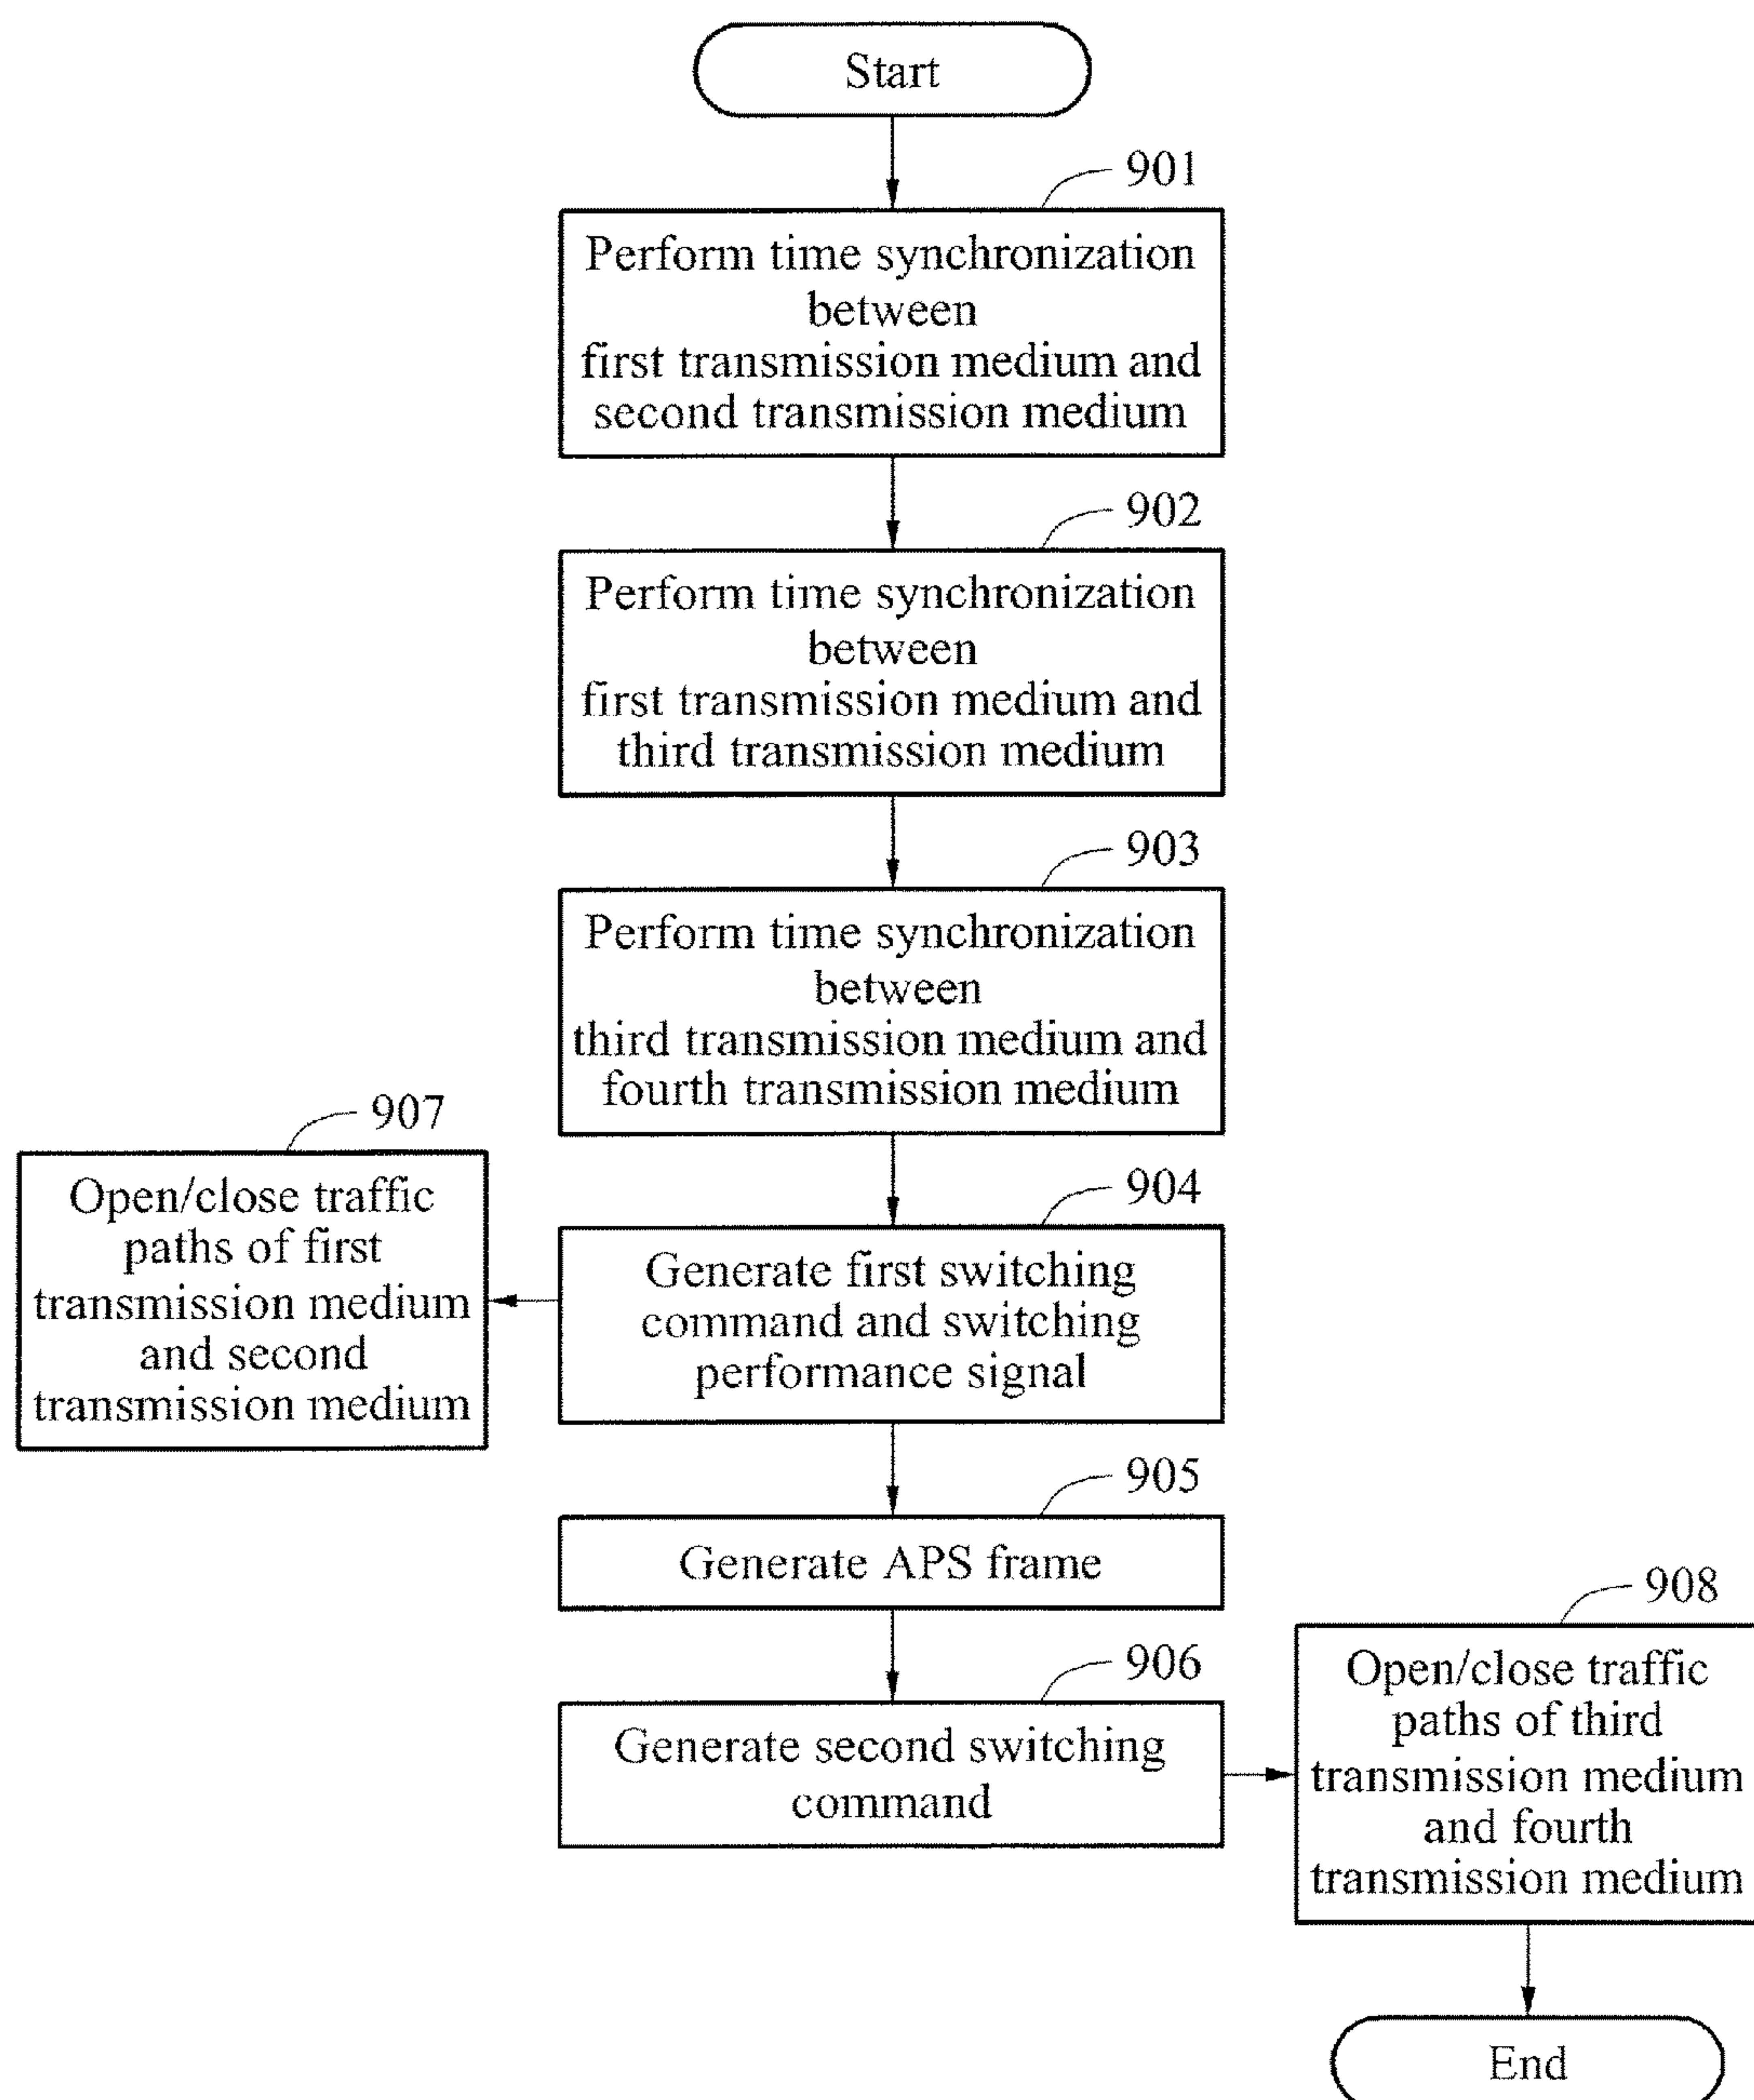 Start
901
Perform time synchronization
between
first transmission medium and
second transmission medium
902
Perform time synchronization
between
first transmission medium and
third transmission medium
903
Perform time synchronization
between
third transmission medium and
fourth transmission medium
907
Open/close traffic
paths of first
transmission medium
and second
transmission medium
904
Generate first switching
command and switching
performance signal
905
Generate APS frame
906
Generate second switching
command
908
Open/close traffic
paths of third
transmission medium
and fourth
transmission medium
End